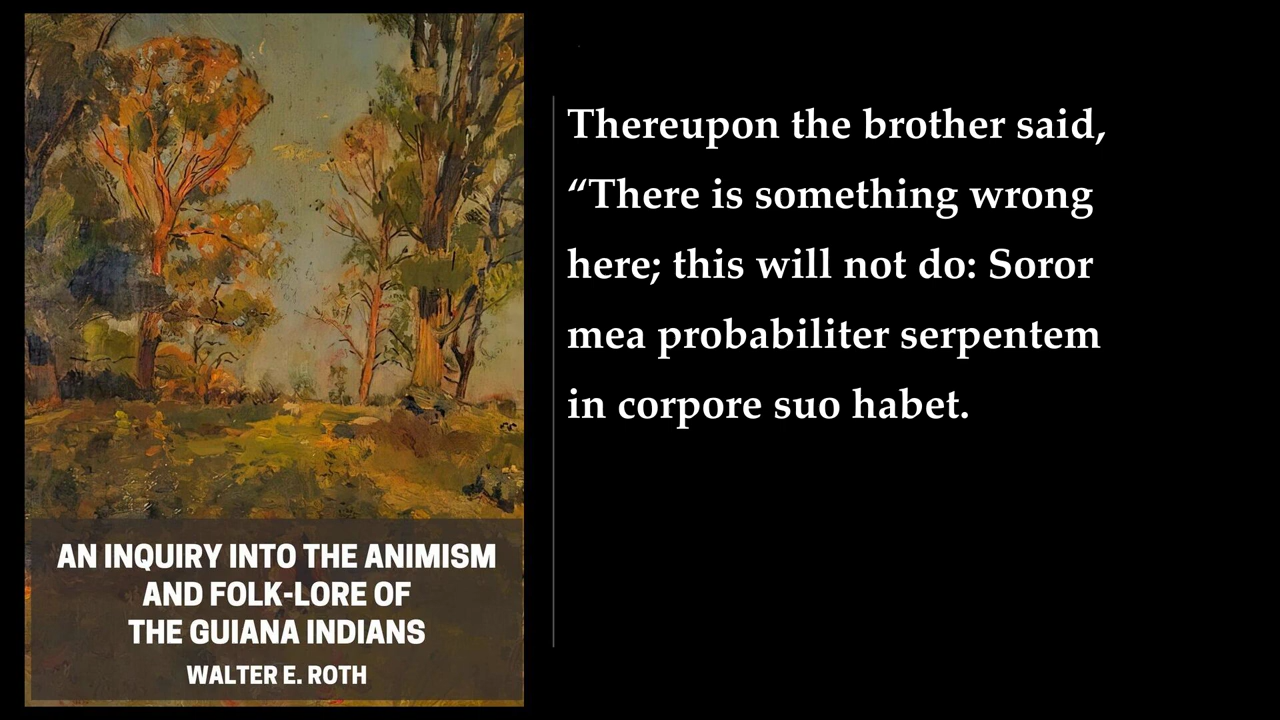 Thereupon the brother said,
“There is something wrong
here; this will not do: Soror
mea probabiliter serpentem
in corpore suo habet.
AN INQUIRY INTO THE ANIMISM
AND FOLK-LORE OF
THE GUIANA INDIANS
WALTER E. ROTH